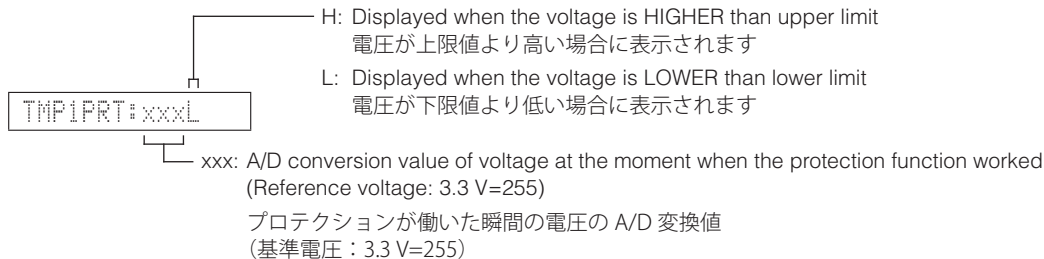 H: Displayed when the voltage is HIGHER than upper limit
電圧が上限値より高い場合に表示されます
L: Displayed when the voltage is LOWER than lower limit
電圧が下限値より低い場合に表示されます
TMP1PRT:xxxL
xxx: A/D conversion value of voltage at the moment when the protection function worked
(Reference voltage: 3.3 V=255)
プロテクションが働いた瞬間の電圧の A/D 変換値
（基準電圧：3.3 V=255）